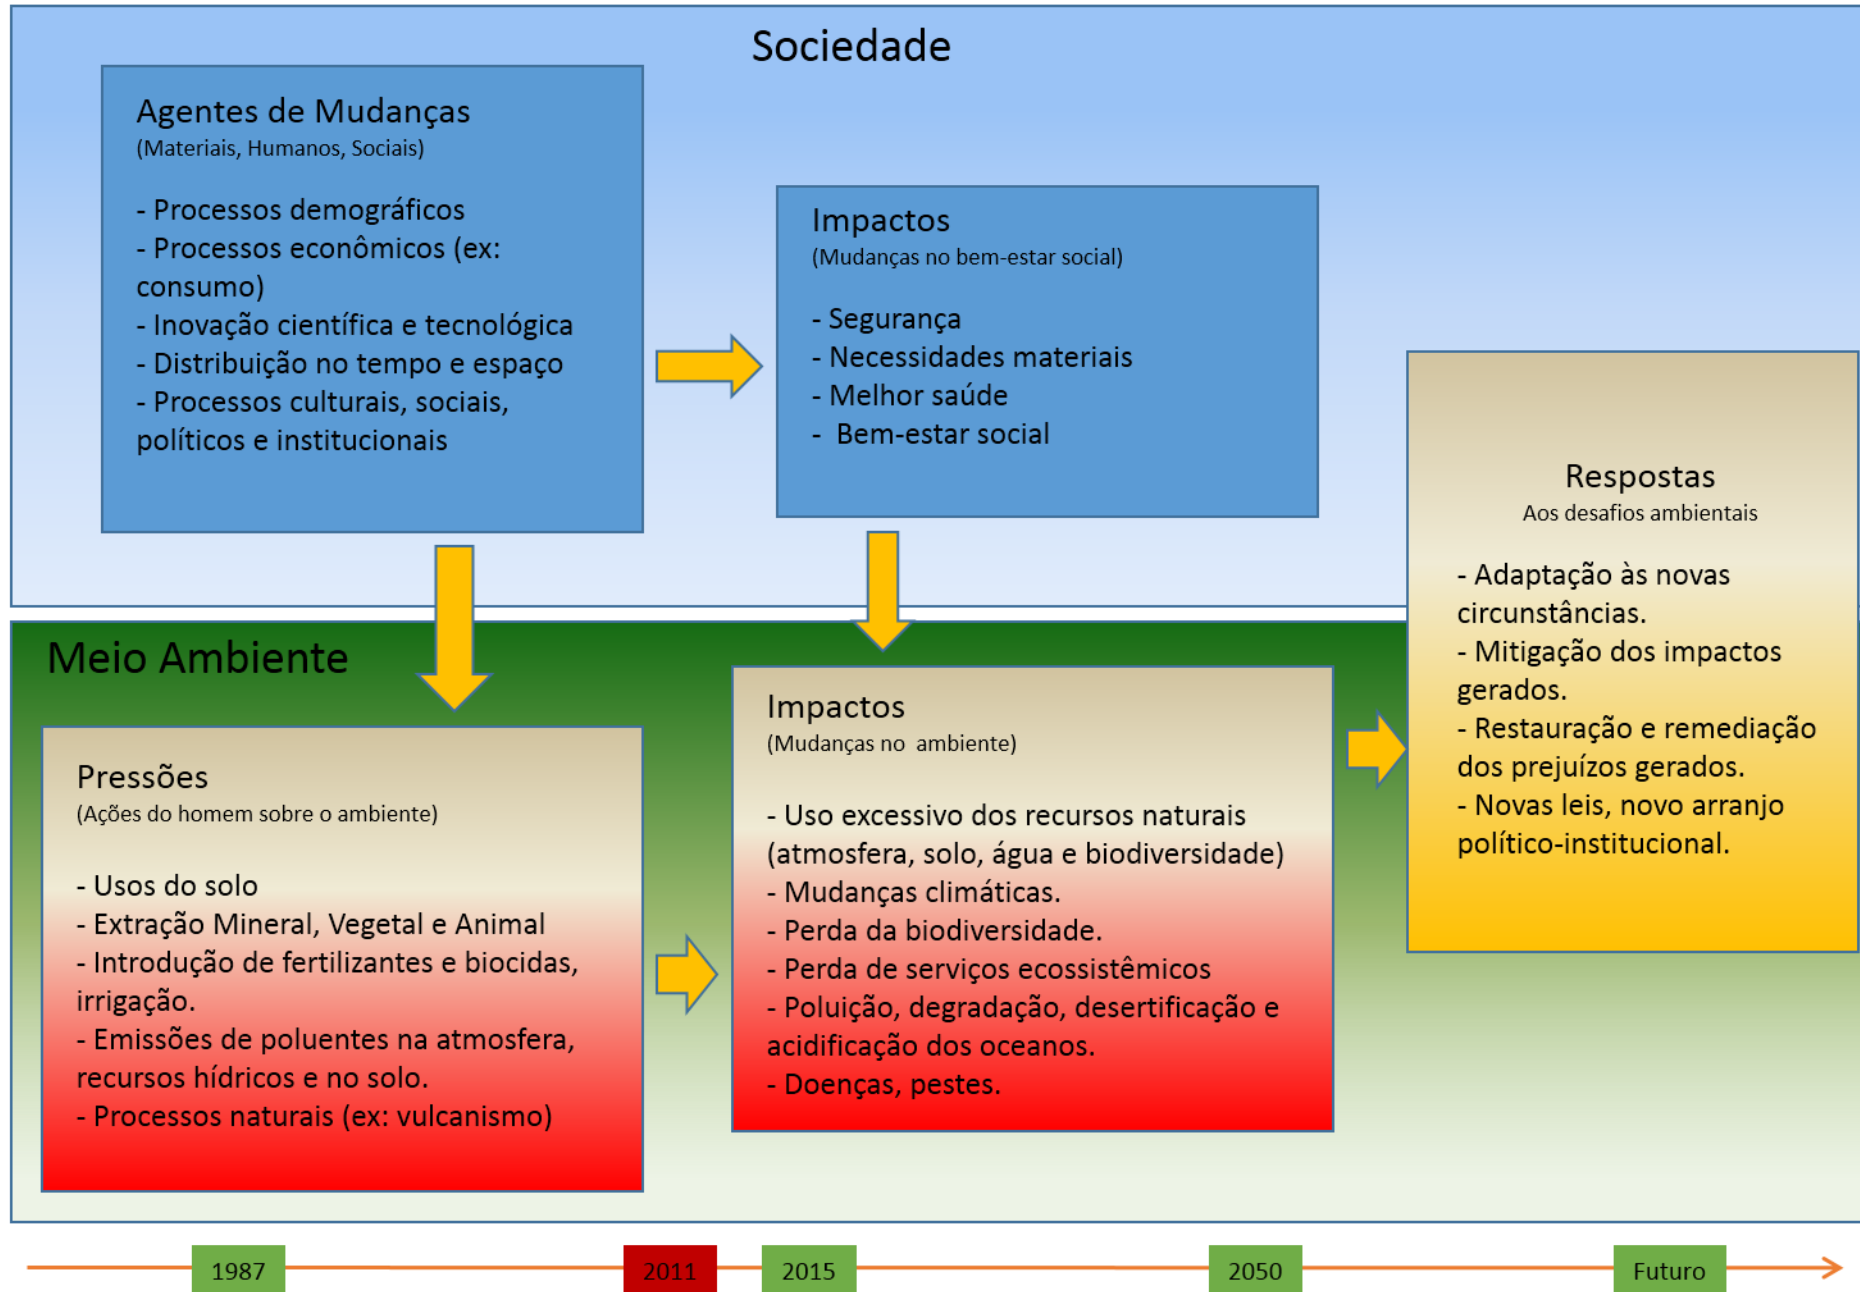 Sociedade
Agentes de Mudanças
(Materiais, Humanos, Sociais)
- Processos demográficos
- Processos econômicos (ex:
consumo)
- Inovação científica e tecnológica
- Distribuição no tempo e espaço
- Processos culturais, sociais,
políticos e institucionais
Impactos
(Mudanças no bem-estar social)
- Segurança
- Necessidades materiais
- Melhor saúde
- Bem-estar social
Respostas
Aos desafios ambientais
- Adaptação às novas
circunstâncias.
- Mitigação dos impactos
gerados.
- Restauração e remediação
dos prejuízos gerados.
- Novas leis, novo arranjo
político-institucional.
Meio Ambiente
Pressões
(Ações do homem sobre o ambiente)
- Usos do solo
- Extração Mineral, Vegetal e Animal
- Introdução de fertilizantes e biocidas,
irrigação.
- Emissões de poluentes na atmosfera,
recursos hídricos e no solo.
- Processos naturais (ex: vulcanismo)
Impactos
(Mudanças no ambiente)
- Uso excessivo dos recursos naturais
(atmosfera, solo, água e biodiversidade)
- Mudanças climáticas.
- Perda da biodiversidade.
- Perda de serviços ecossistêmicos
- Poluição, degradação, desertificação e
acidificação dos oceanos.
- Doenças, pestes.
1987
2011
2015
2050
Futuro